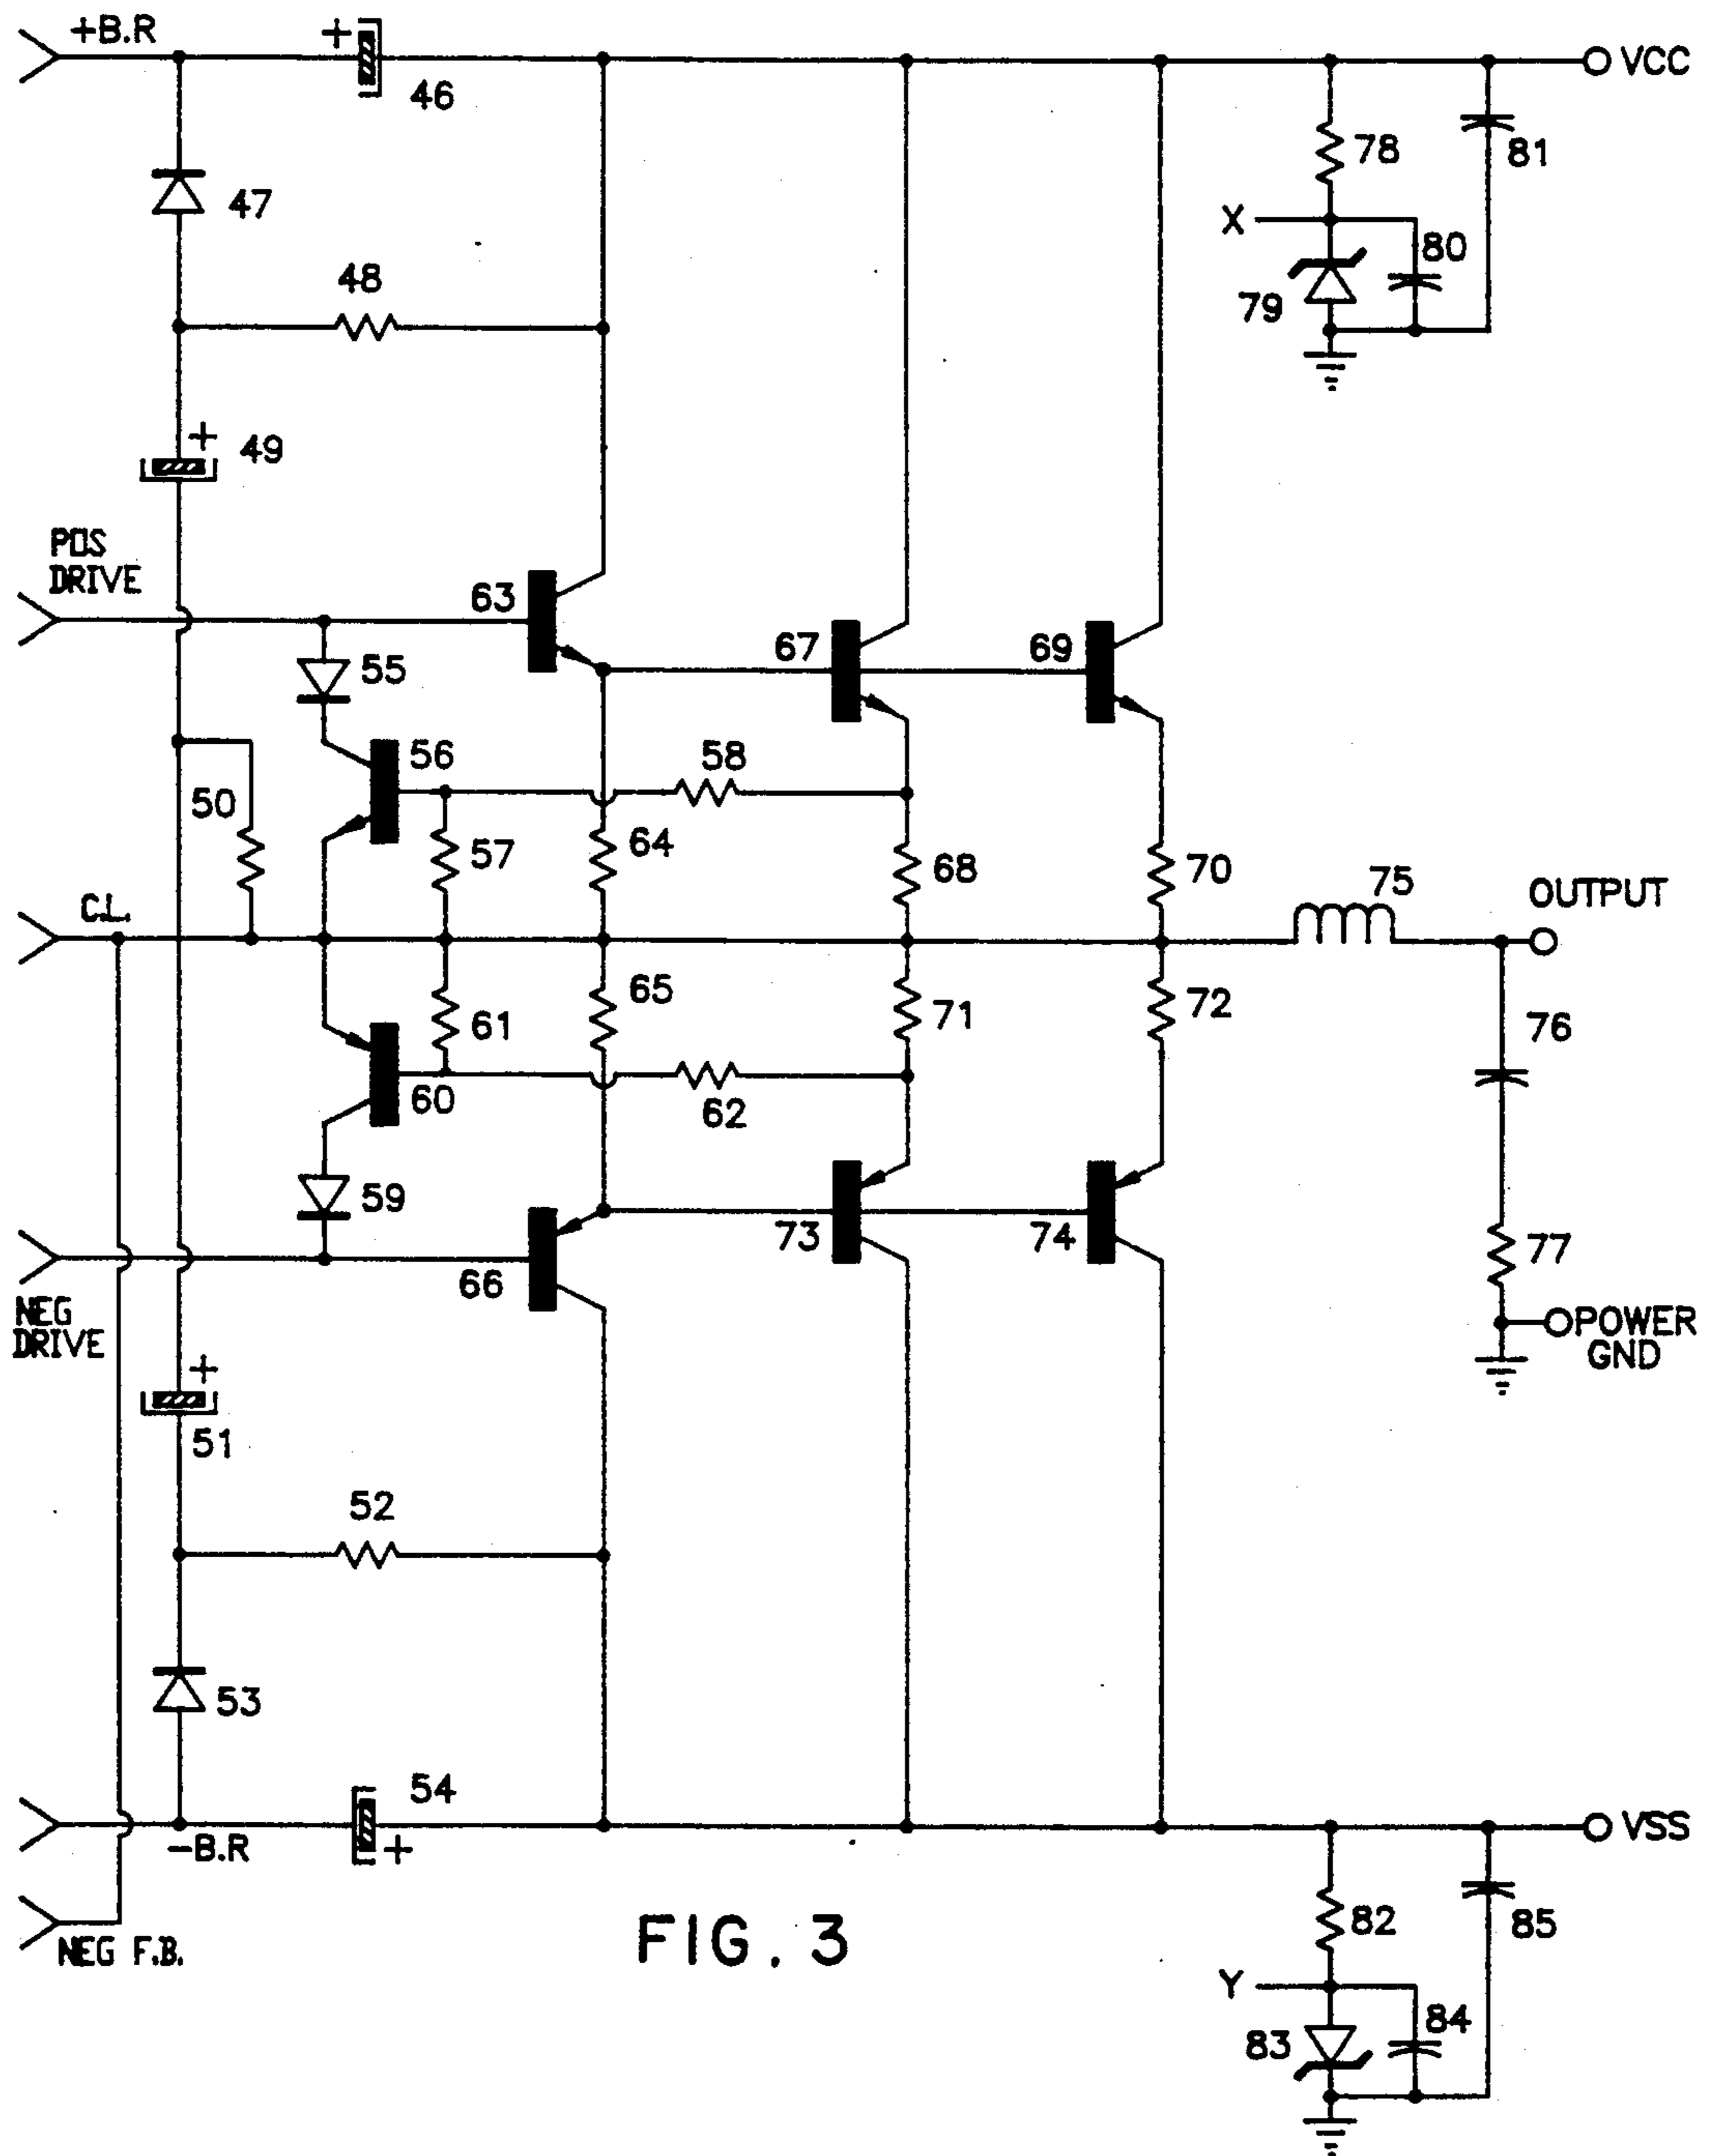 +B.R
+
46
VCC
47
78
81
48
X
80
79
+
49
POS
DRIVE
63
67
69
55
56
58
50
57
64
68
70
75
OUTPUT
C.L.
65
61
71
72
76
60
62
59
73
74
77
66
NEG
DRIVE
POWER
GND
+
51
52
53
54
-B.R
+
VSS
FIG. 3
82
85
NEG F.B.
Y
84
83